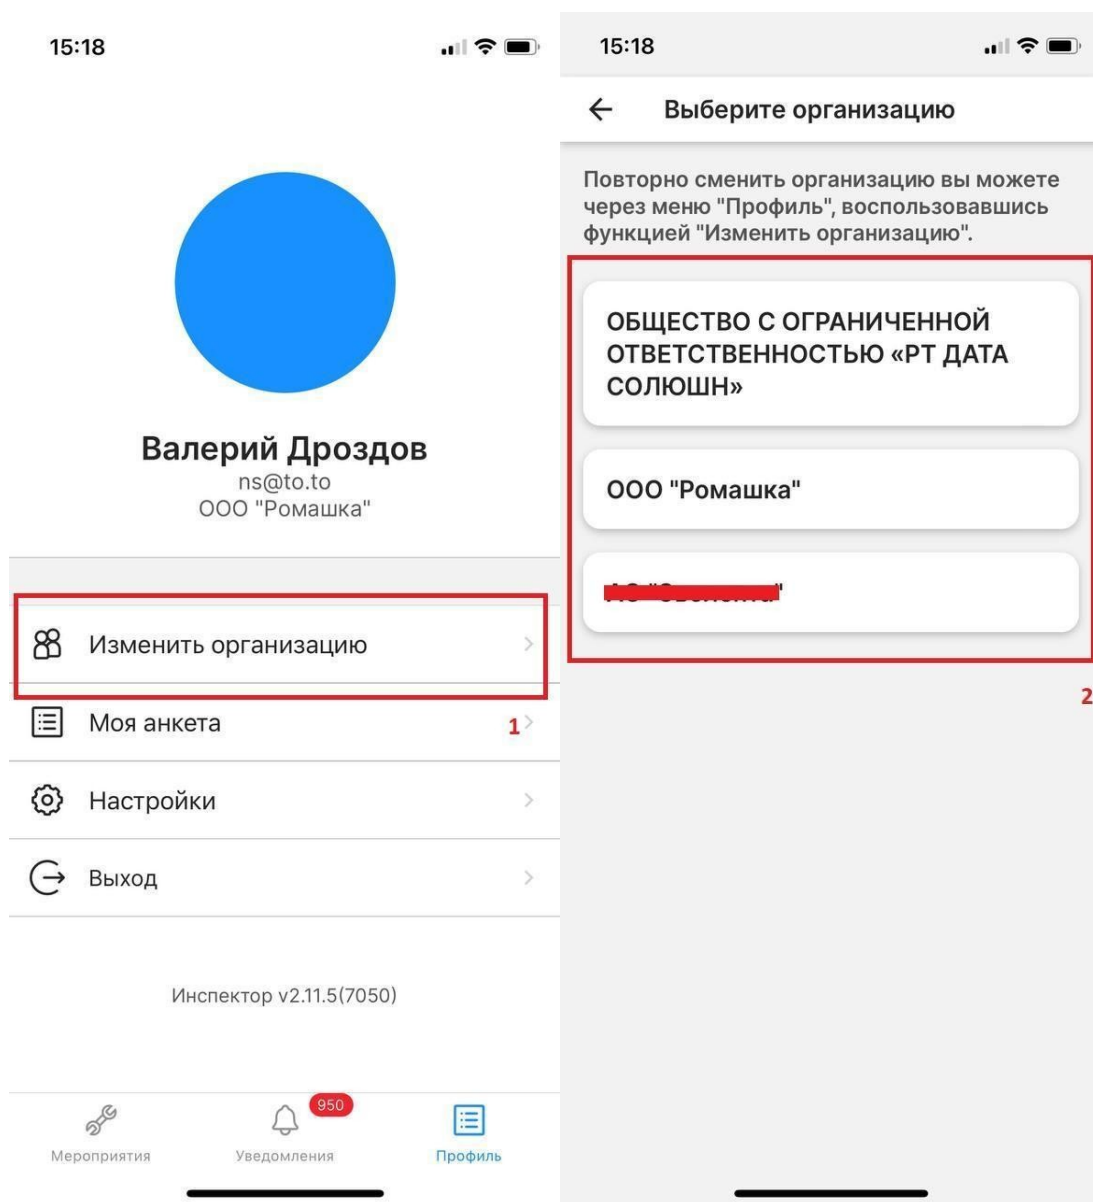 15:18
Валерий Дроздов
ns@to.to
ООО "Ромашка"
Изменить организацию
Моя анкета
1
Настройки
Выход
Инспектор v2.11.5(7050)
950
Мероприятия
Уведомления
Профиль
15:18
Выберите организацию
Повторно сменить организацию вы можете
через меню "Профиль", воспользовавшись
функцией "Изменить организацию".
ОБЩЕСТВО С ОГРАНИЧЕННОЙ
ОТВЕТСТВЕННОСТЬЮ «РТ ДАТА
СОЛЮШН»
ООО "Ромашка"
2